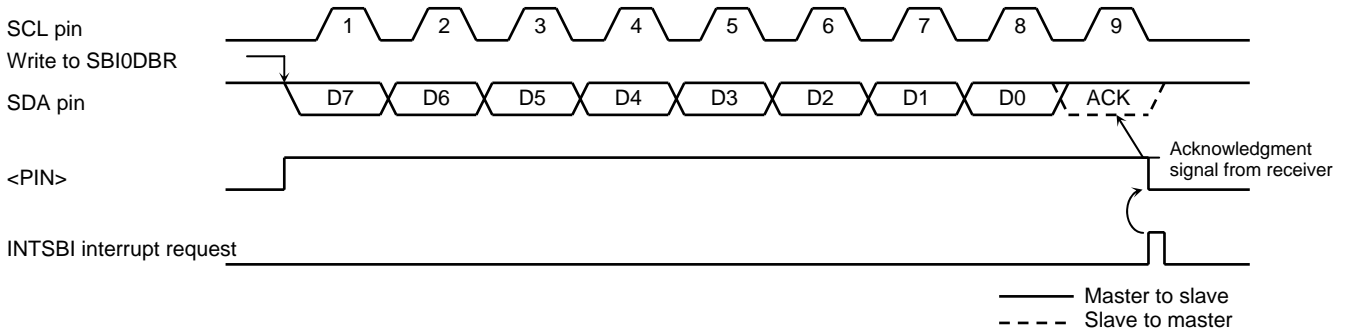 SCL pin
1 2 3 4 5 6 7 8 9
Write to SBI0DBR
SDA pin
D7 D6 D5 D4 D3 D2 D1 D0 ACK
Acknowledgment
signal from receiver
<PIN>
INTSBI interrupt request
Master to slave
Slave to master